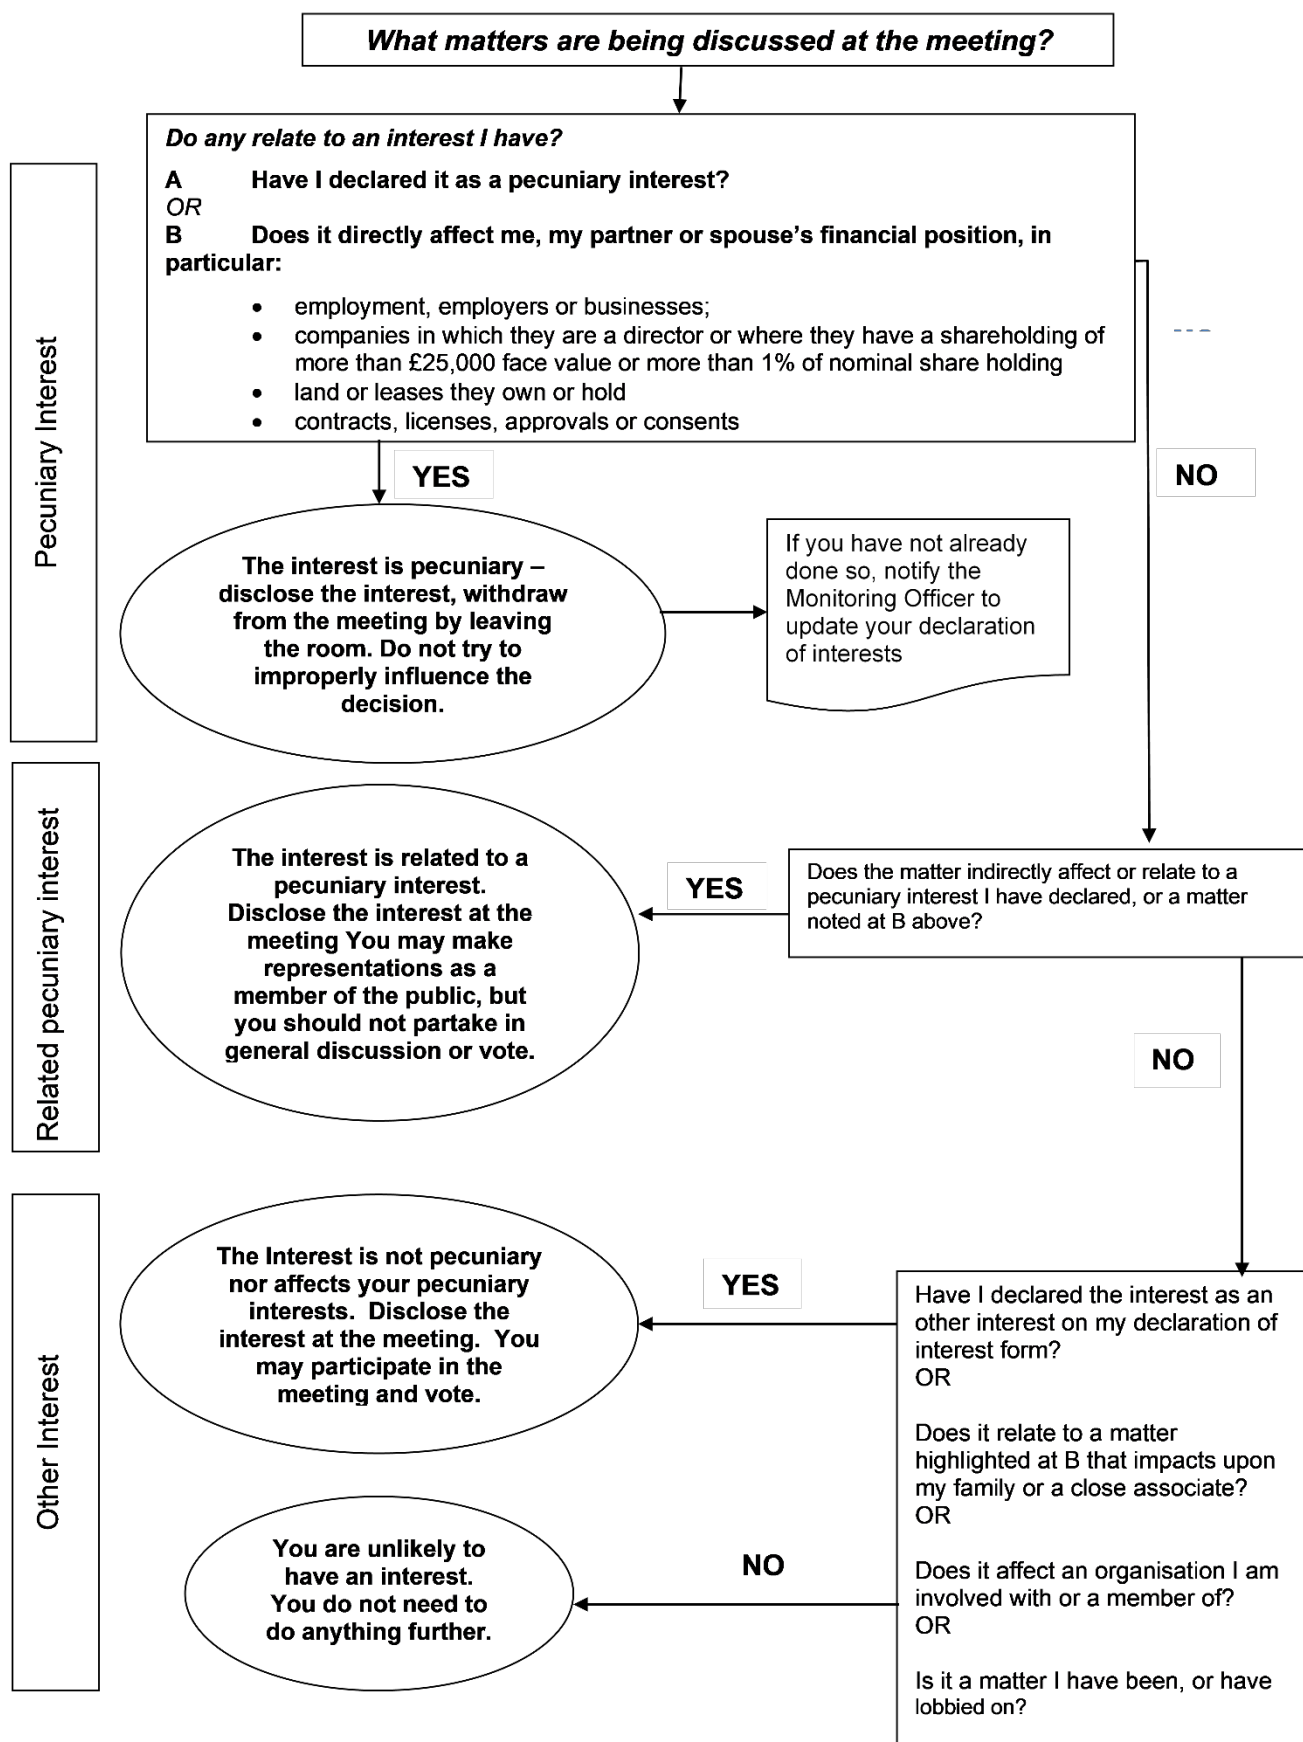 What matters are being discussed at the meeting?
Do any relate to an interest I have?
A Have I declared it as a pecuniary interest?
OR
B Does it directly affect me, my partner or spouse's financial position, in
particular:
• employment, employers or businesses;
• companies in which they are a director or where they have a shareholding of
more than £25,000 face value or more than 1% of nominal share holding
• land or leases they own or hold
• contracts, licenses, approvals or consents
Pecuniary Interest
YES
NO
The interest is pecuniary –
disclose the interest, withdraw
from the meeting by leaving
the room. Do not try to
improperly influence the
decision.
If you have not already
done so, notify the
Monitoring Officer to
update your declaration
of interests
Related pecuniary interest
The interest is related to a
pecuniary interest.
Disclose the interest at the
meeting You may make
representations as a
member of the public, but
you should not partake in
general discussion or vote.
YES
Does the matter indirectly affect or relate to a
pecuniary interest I have declared, or a matter
noted at B above?
NO
Other Interest
The Interest is not pecuniary
nor affects your pecuniary
interests. Disclose the
interest at the meeting. You
may participate in the
meeting and vote.
YES
Have I declared the interest as an
other interest on my declaration of
interest form?
OR
Does it relate to a matter
highlighted at B that impacts upon
my family or a close associate?
OR
Does it affect an organisation I am
involved with or a member of?
OR
Is it a matter I have been, or have
lobbied on?
NO
You are unlikely to
have an interest.
You do not need to
do anything further.